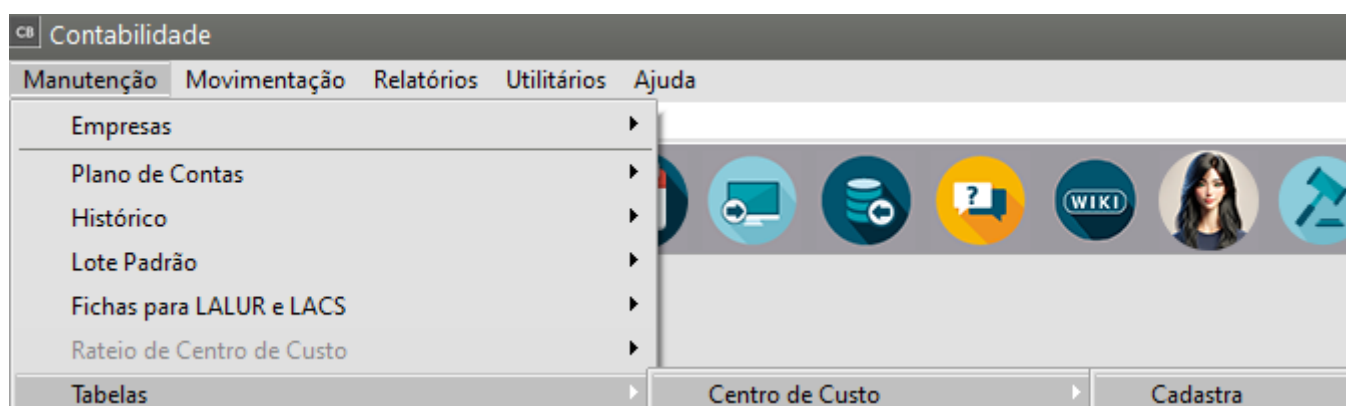 CB Contabilidade
Manutenção Movimentação Relatórios Utilitários Ajuda
Empresas
Plano de Contas
Histórico
? WIKI
Lote Padrão
Fichas para LALUR e LACS
Rateio de Centro de Custo
Tabelas Centro de Custo Cadastra